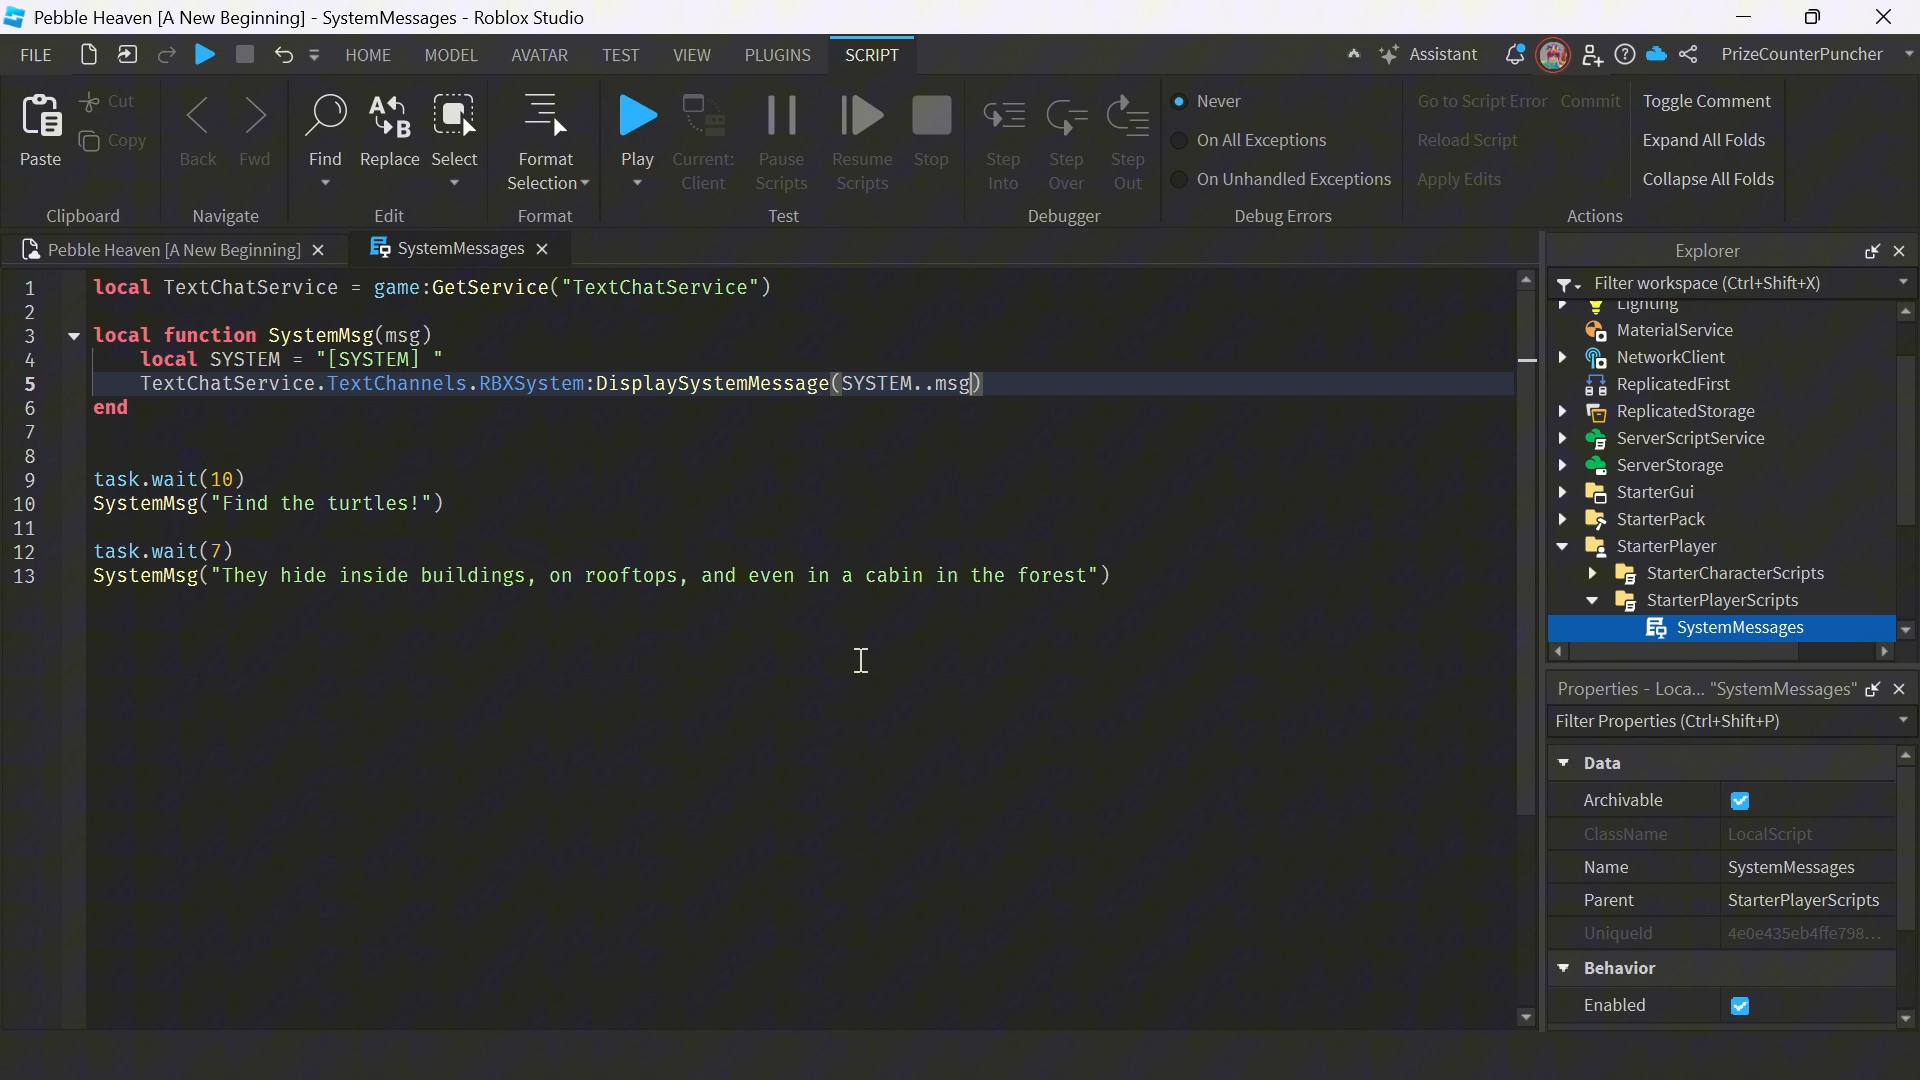 Pebble Heaven [A New Beginning] - SystemMessages - Roblox Studio
FILE HOME MODEL AVATAR TEST VIEW PLUGINS SCRIPT Assistant PrizeCounterPuncher
Paste Cut Copy
Clipboard
Back Fwd
Navigate
Find Replace Select
Edit
Format Selection
Format
Play Current: Client Pause Scripts Resume Scripts Stop
Test
Step Into Step Over Step Out
Debugger
Never
On All Exceptions
On Unhandled Exceptions
Debug Errors
Go to Script Error Commit Toggle Comment
Reload Script Expand All Folds
Apply Edits Collapse All Folds
Actions
Pebble Heaven [A New Beginning] SystemMessages
1 local TextChatService = game:GetService("TextChatService")
2
3 local function SystemMsg(msg)
4 local SYSTEM = "[SYSTEM] "
5 TextChatService.TextChannels.RBXSystem:DisplaySystemMessage(SYSTEM..msg)
6 end
7
8
9 task.wait(10)
10 SystemMsg("Find the turtles!")
11
12 task.wait(7)
13 SystemMsg("They hide inside buildings, on rooftops, and even in a cabin in the forest")
Explorer
Filter workspace (Ctrl+Shift+X)
Lighting
MaterialService
NetworkClient
ReplicatedFirst
ReplicatedStorage
ServerScriptService
ServerStorage
StarterGui
StarterPack
StarterPlayer
StarterCharacterScripts
StarterPlayerScripts
SystemMessages
Properties - Loca... "SystemMessages"
Filter Properties (Ctrl+Shift+P)
Data
Archivable
ClassName LocalScript
Name SystemMessages
Parent StarterPlayerScripts
UniqueId 4e0e435eb4ffe798...
Behavior
Enabled